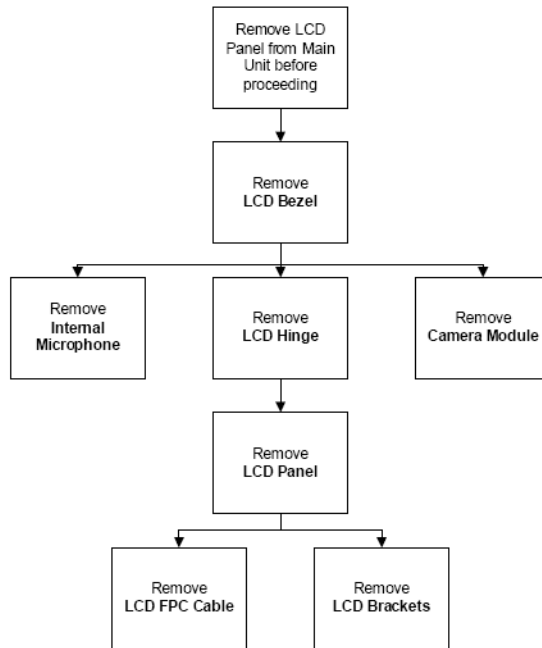 Remove LCD
Panel from Main
Unit before
proceeding
Remove
LCD Bezel
Remove
Internal
Microphone
Remove
LCD Hinge
Remove
Camera Module
Remove
LCD Panel
Remove
LCD FPC Cable
Remove
LCD Brackets